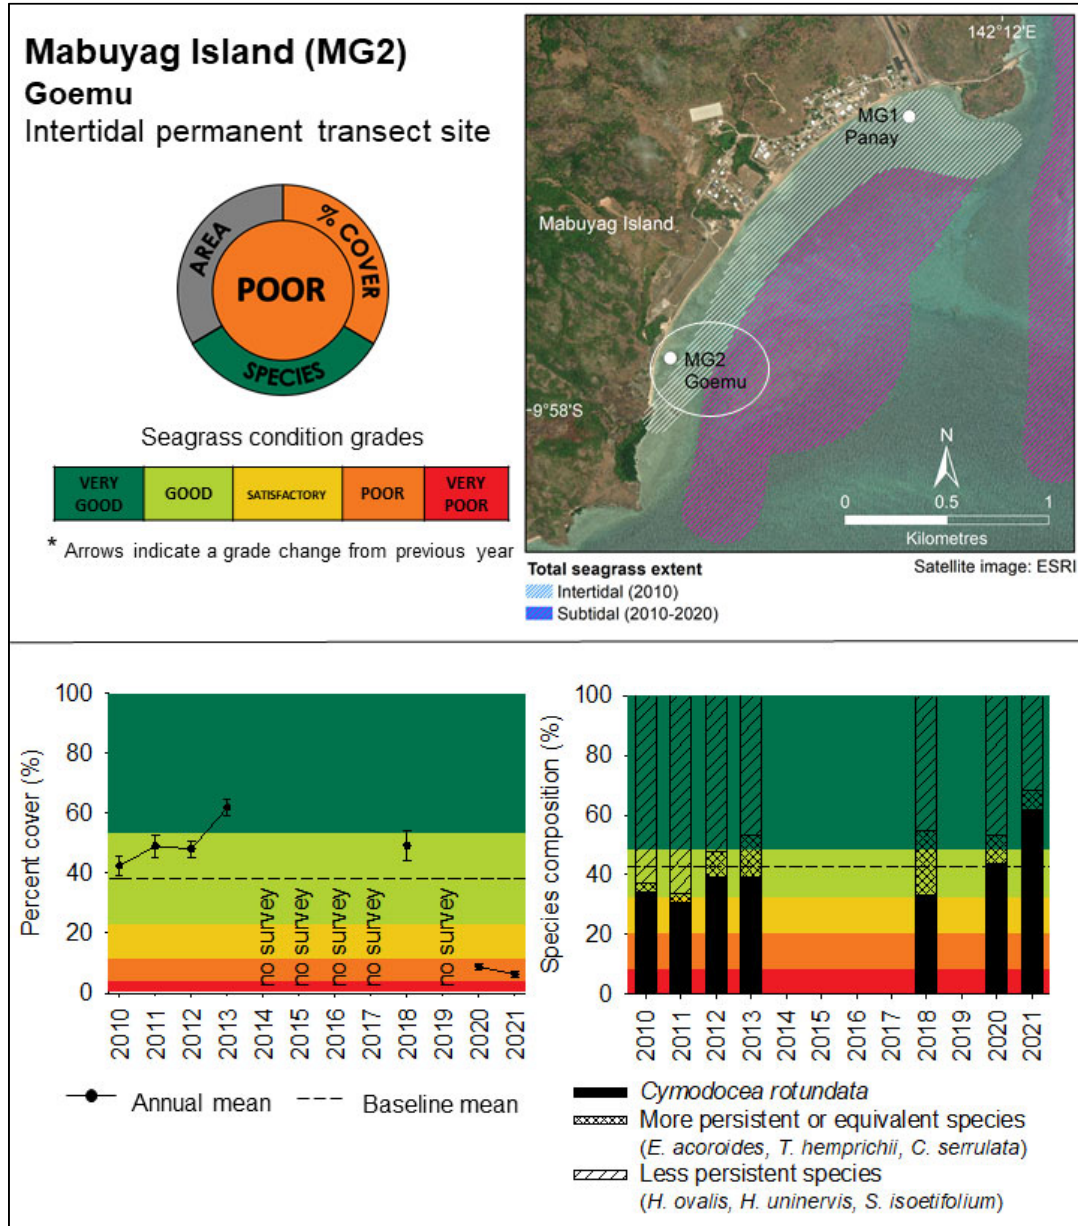 Mabuyag Island (MG2)
Goemu
Intertidal permanent transect site
AREA
% COVER
POOR
SPECIES
Seagrass condition grades
VERY GOOD
GOOD
SATISFACTORY
POOR
VERY POOR
* Arrows indicate a grade change from previous year
142°12'E
MG1
Panay
Mabuyag Island
MG2
Goemu
9°58'S
N
0 0.5 1
Kilometres
Total seagrass extent
Intertidal (2010)
Subtidal (2010-2020)
Satellite image: ESRI
Percent cover (%)
100
80
60
40
20
0
no survey
no survey
no survey
no survey
no survey
2010 2011 2012 2013 2014 2015 2016 2017 2018 2019 2020 2021
Annual mean
Baseline mean
Species composition (%)
100
80
60
40
20
0
2010 2011 2012 2013 2014 2015 2016 2017 2018 2019 2020 2021
Cymodocea rotundata
More persistent or equivalent species
(E. acoroides, T. hemprichii, C. serrulata)
Less persistent species
(H. ovalis, H. uninervis, S. isoetifolium)